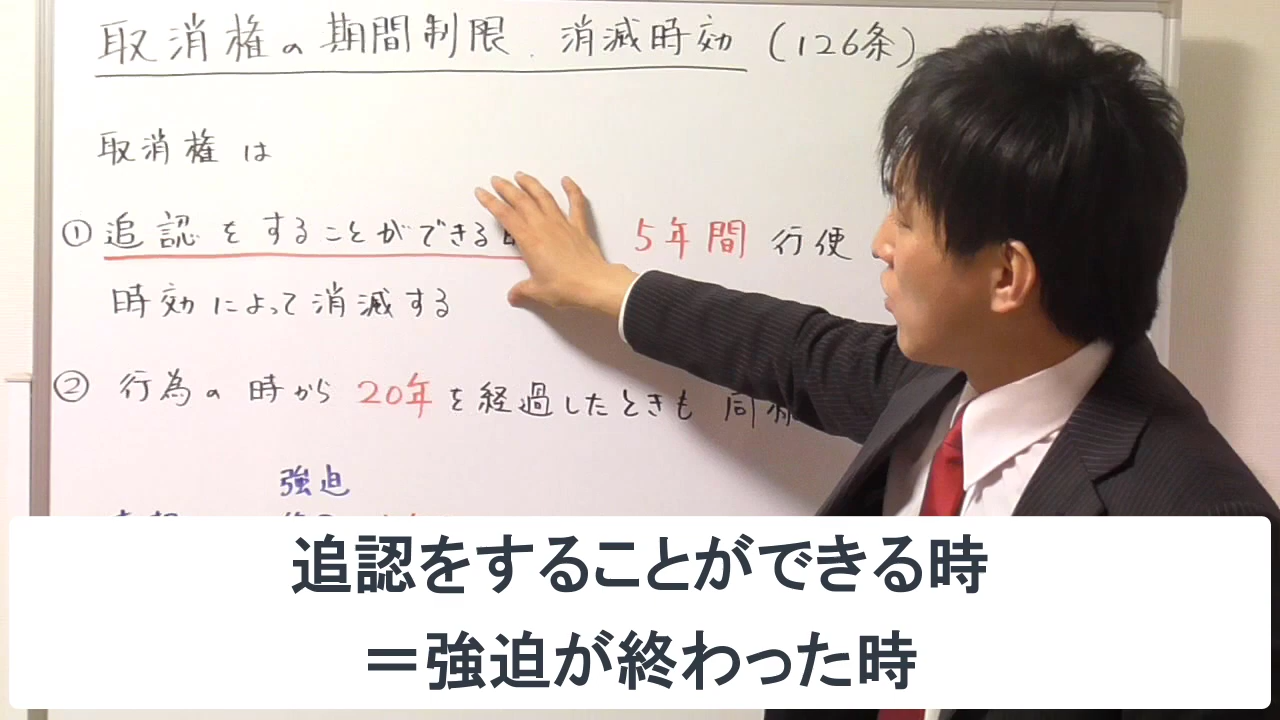 取消権の期間制限.消滅時効(126条)
取消権は
①追認をすることができる 5年間行使
時効によって消滅する
②行為の時から20年を経過したときも同様
強迫
追認をすることができる時
＝強迫が終わった時